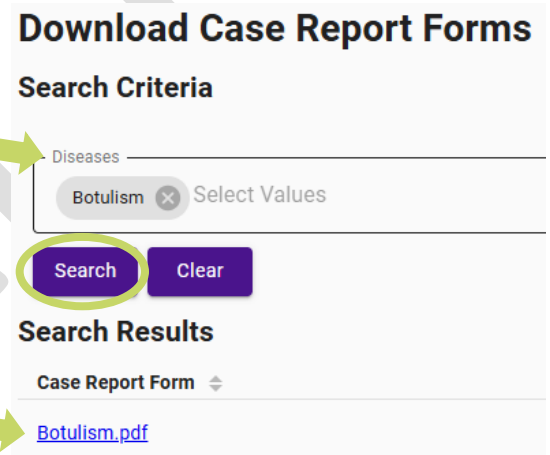 Download Case Report Forms
Search Criteria
Diseases
Botulism Select Values
Search Clear
Search Results
Case Report Form
Botulism.pdf